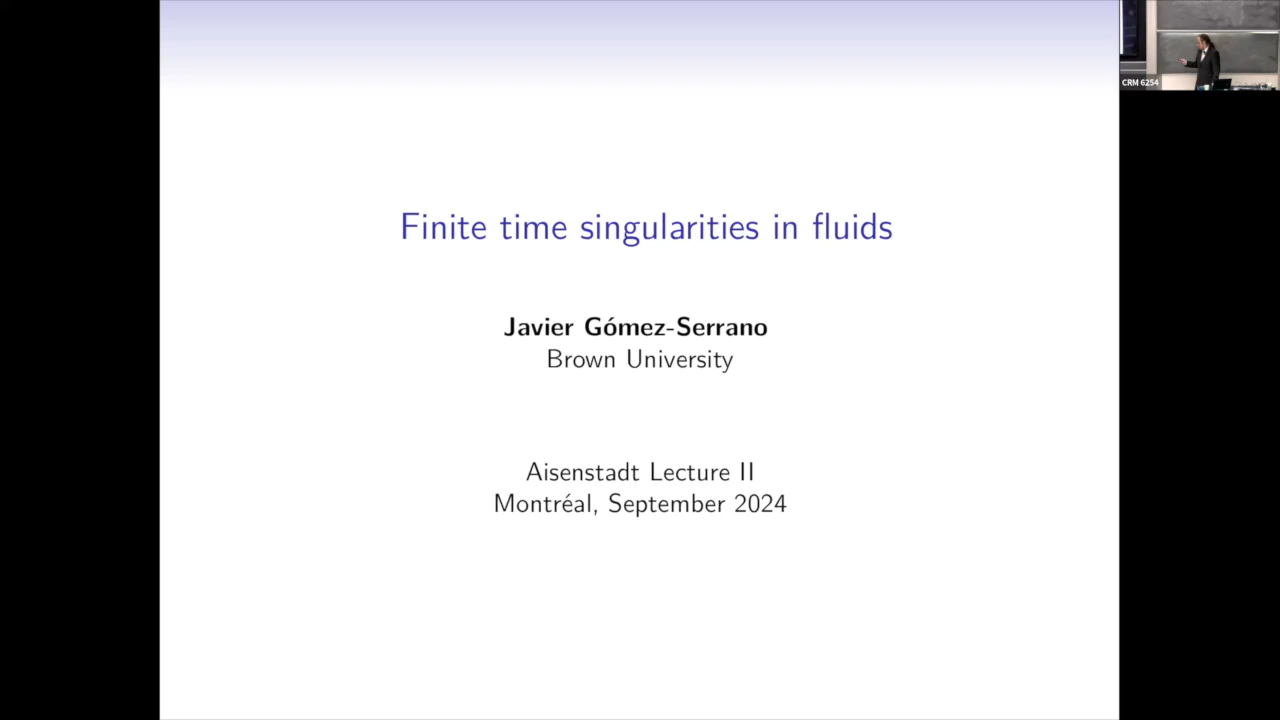 Finite time singularities in fluids
Javier Gómez-Serrano
Brown University
Aisenstadt Lecture II
Montréal, September 2024
CRM 6254